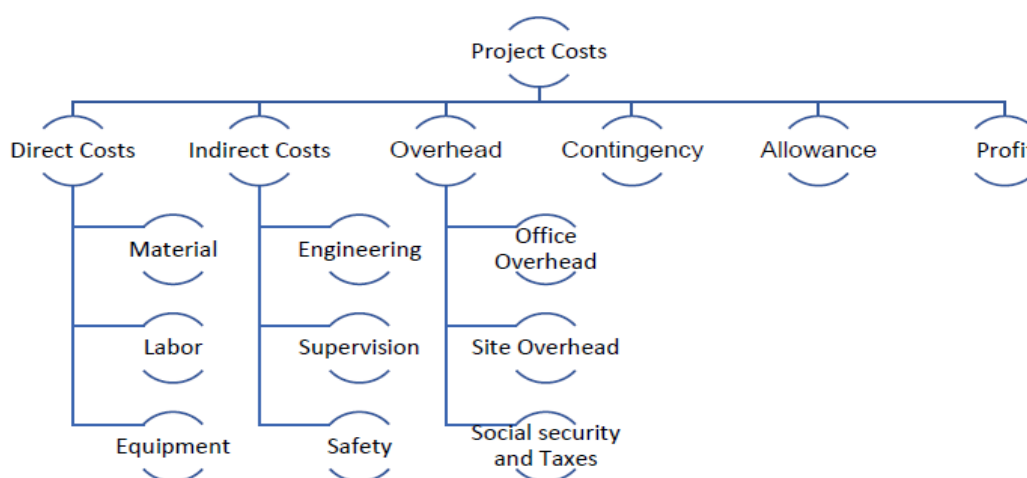 Project Costs
Direct Costs
Indirect Costs
Overhead
Contingency
Allowance
Profit
Material
Engineering
Office
Overhead
Labor
Supervision
Site Overhead
Equipment
Safety
Social security
and Taxes